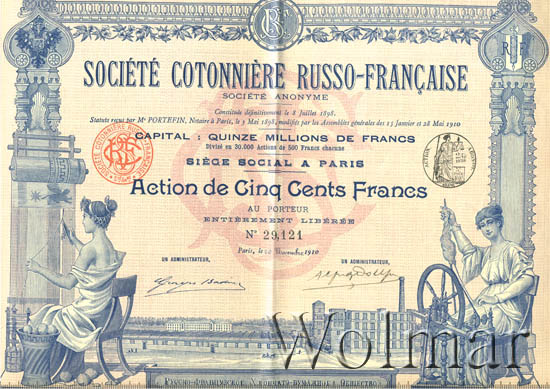 RF
SOCIÉTÉ COTONNIÈRE RUSSO-FRANÇAISE
SOCIÉTÉ ANONYME
Constituée définitivement le 8 Juillet 1898.
Statuts reçus par Me PORTEFIN, Notaire à Paris, le 3 Mai 1898, modifiés par les Assemblées générales des 15 Janvier et 28 Mai 1910
CAPITAL : QUINZE MILLIONS DE FRANCS
Divisé en 30.000 Actions de 500 Francs chacune
SIÈGE SOCIAL A PARIS
Action de Cinq Cents Francs
AU PORTEUR
ENTIÈREMENT LIBÉRÉE
No 29,121
Paris, le Novembre 1910
UN ADMINISTRATEUR,
UN ADMINISTRATEUR,
Wolmar